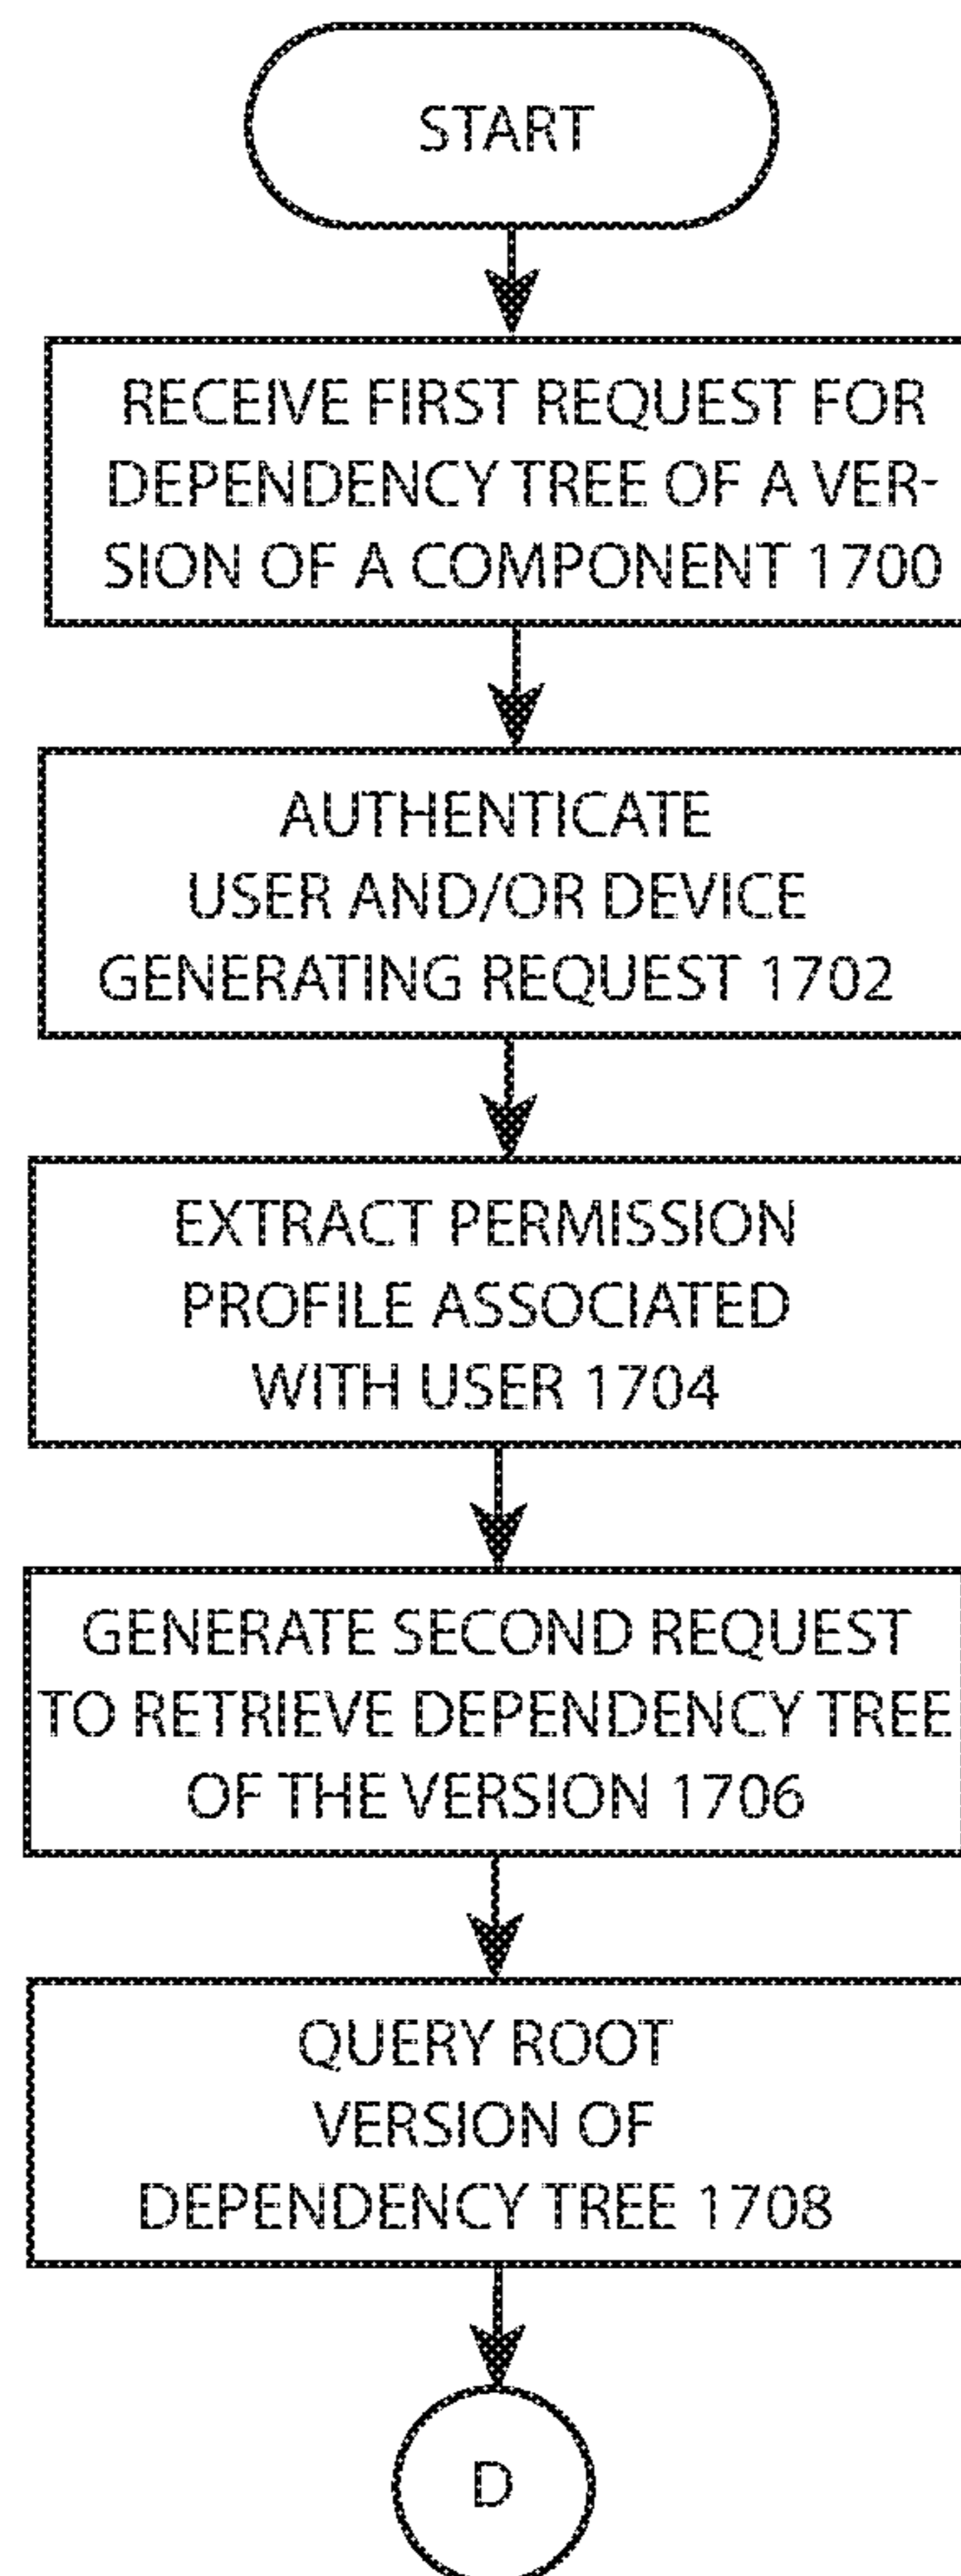 START
RECEIVE FIRST REQUEST FOR
DEPENDENCY TREE OF A VER-
SION OF A COMPONENT 1700
AUTHENTICATE
USER AND/OR DEVICE
GENERATING REQUEST 1702
EXTRACT PERMISSION
PROFILE ASSOCIATED
WITH USER 1704
GENERATE SECOND REQUEST
TO RETRIEVE DEPENDENCY TREE
OF THE VERSION 1706
QUERY ROOT
VERSION OF
DEPENDENCY TREE 1708
D